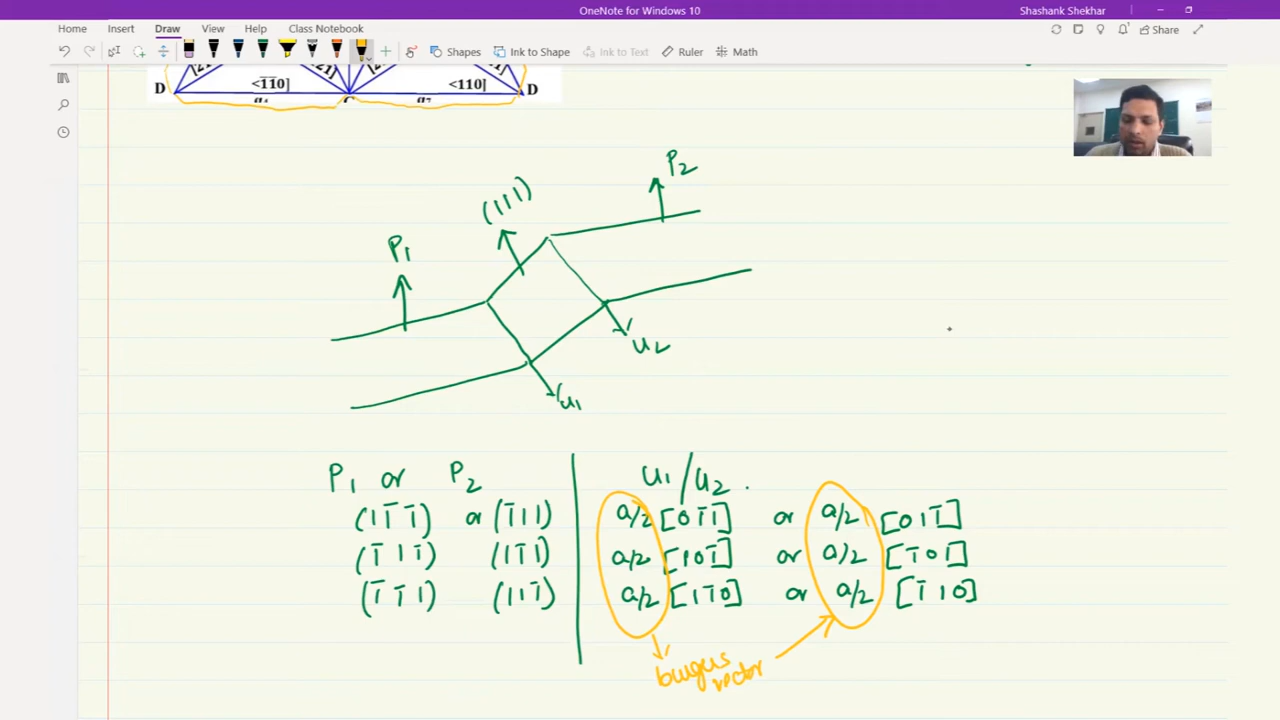 OneNote for Windows 10
Shashank Shekhar
Home Insert Draw View Help Class Notebook
Share
Shapes Ink to Shape Ink to Text Ruler Math
D <1̅1̅0] <110] D
P₂
(111)
P₁
u₂
u₁
P₁ or P₂ u₁/u₂
(11̅1̅) or (1̅11) a/2 [01̅1] or a/2 [011̅]
(1̅11̅) (11̅1) a/2 [101̅] or a/2 [1̅01]
(1̅1̅1) (111̅) a/2 [11̅0] or a/2 [1̅10]
burgus
vector